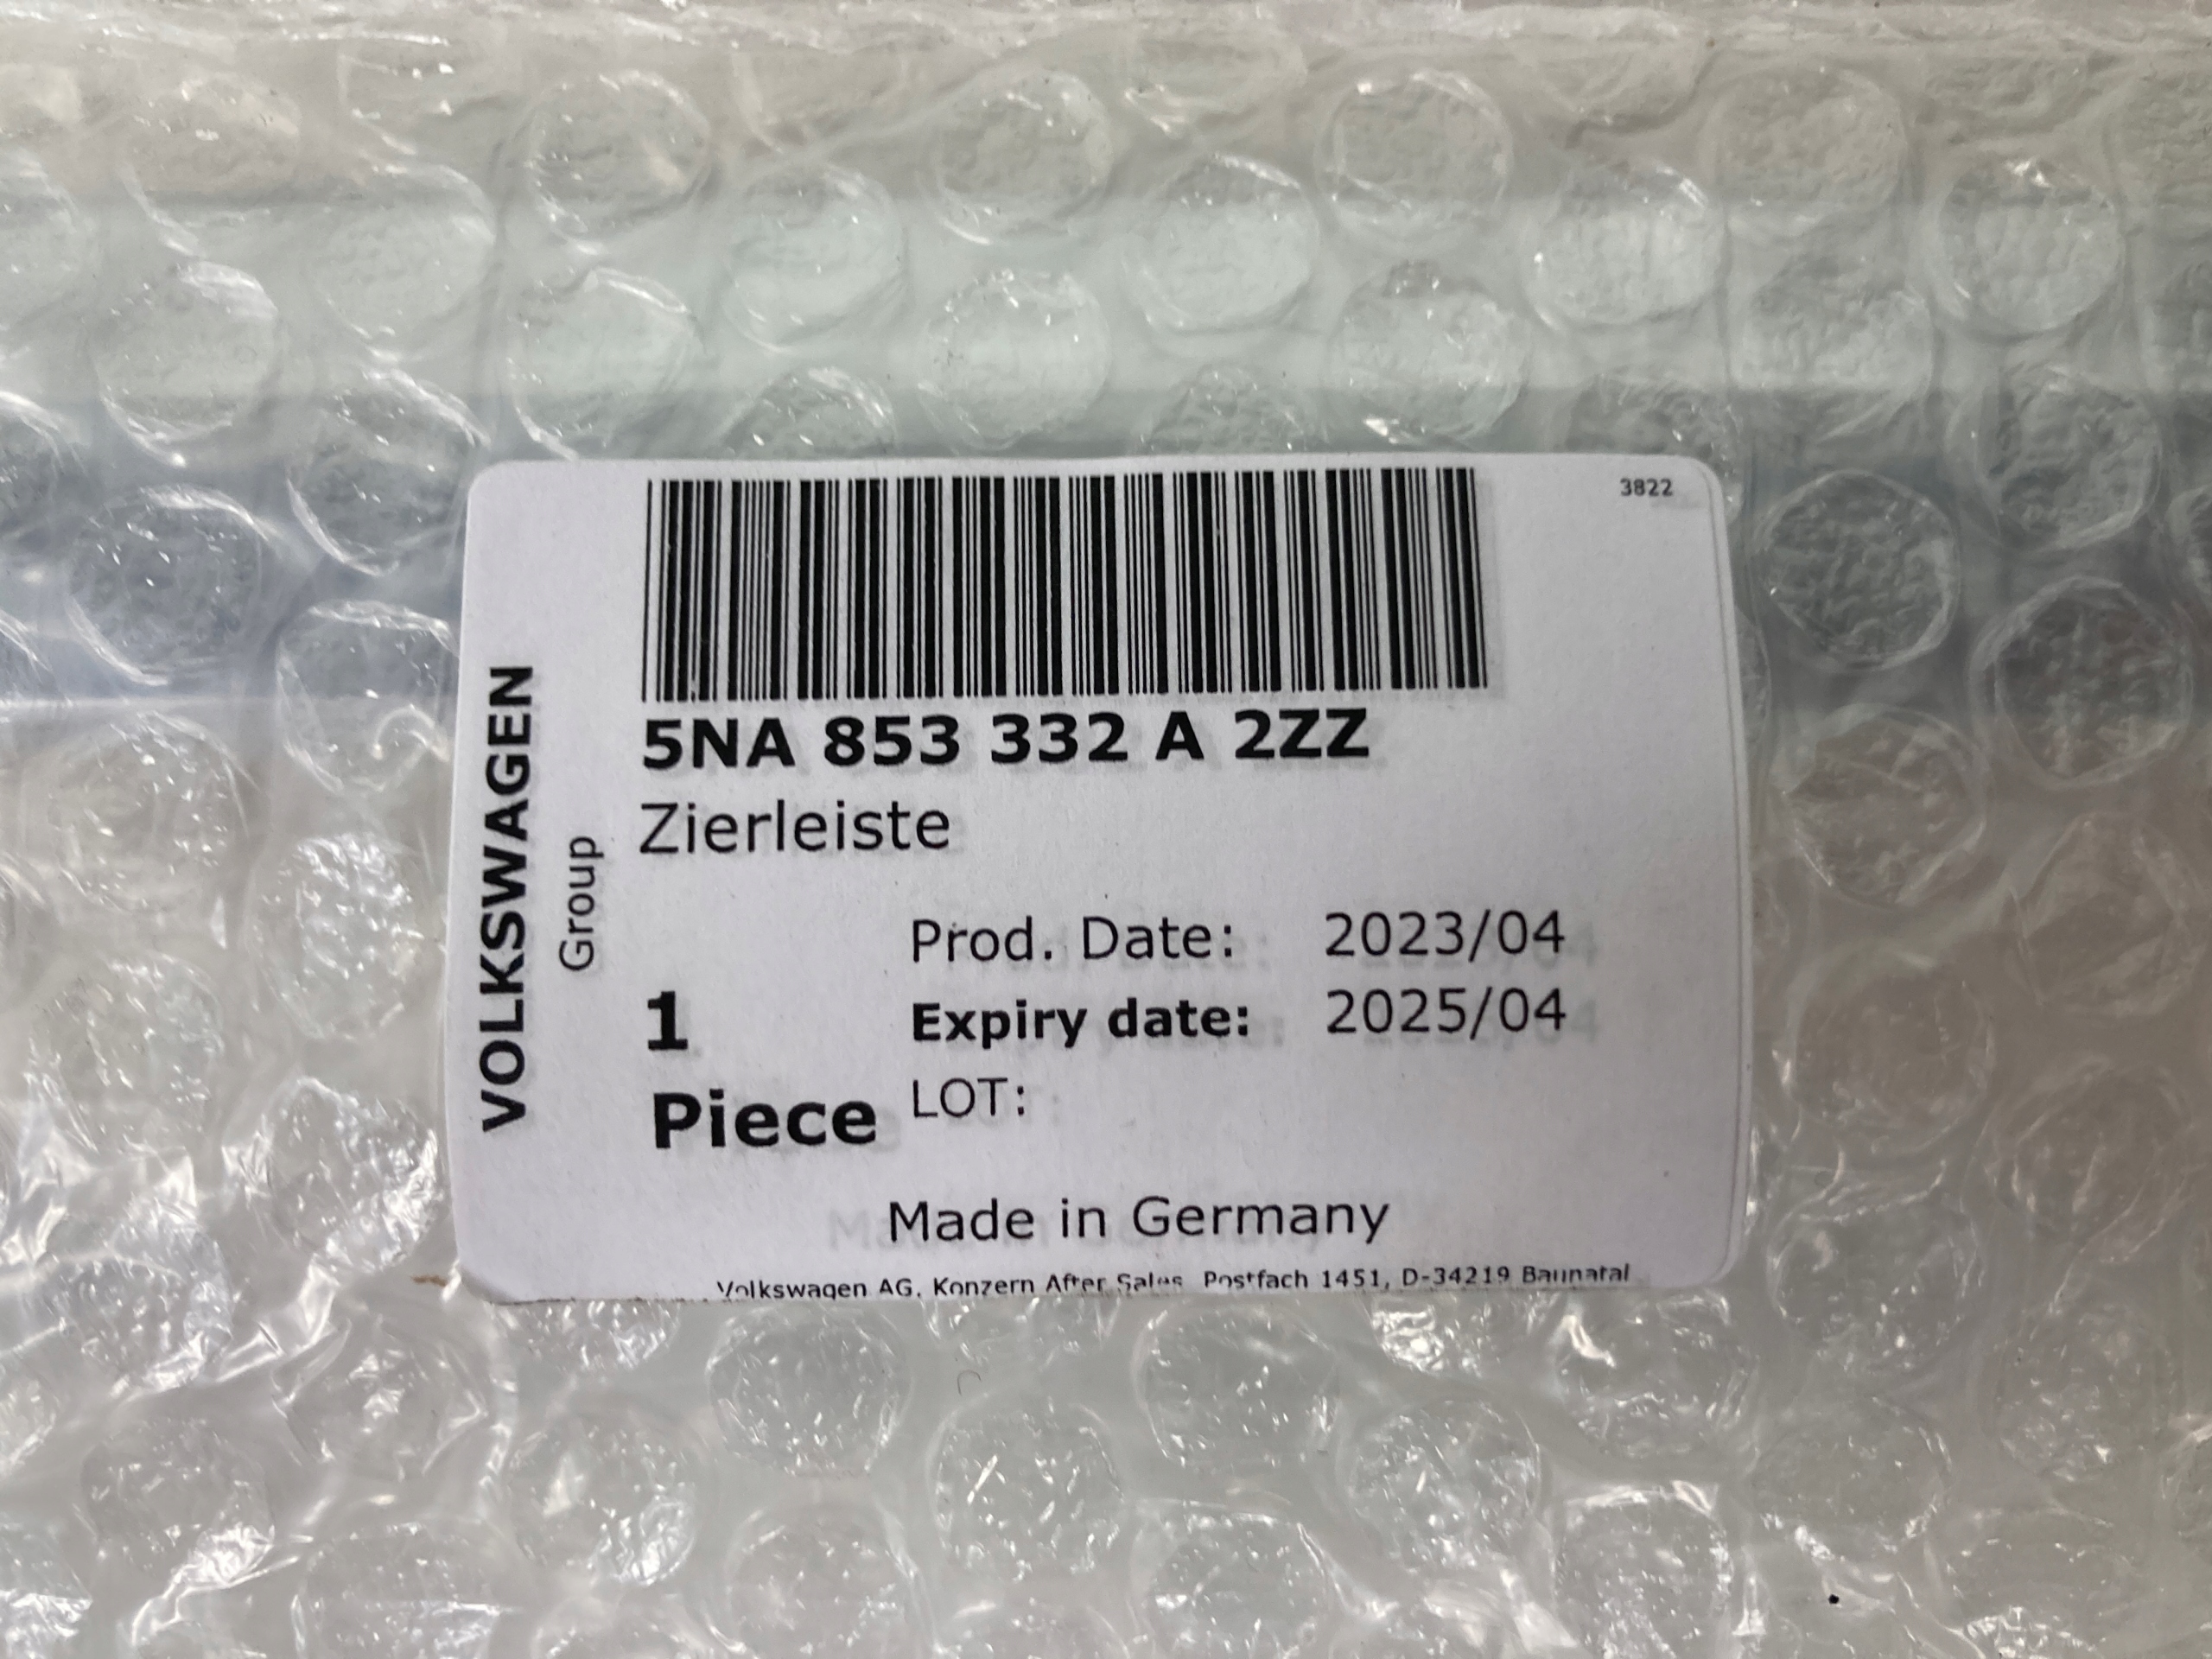 3822
VOLKSWAGEN
Group
5NA 853 332 A 2ZZ
Zierleiste
Prod. Date: 2023/04
1
Expiry date: 2025/04
Piece
LOT:
Made in Germany
Volkswagen AG, Konzern After Sales Postfach 1451, D-34219 Baunatal